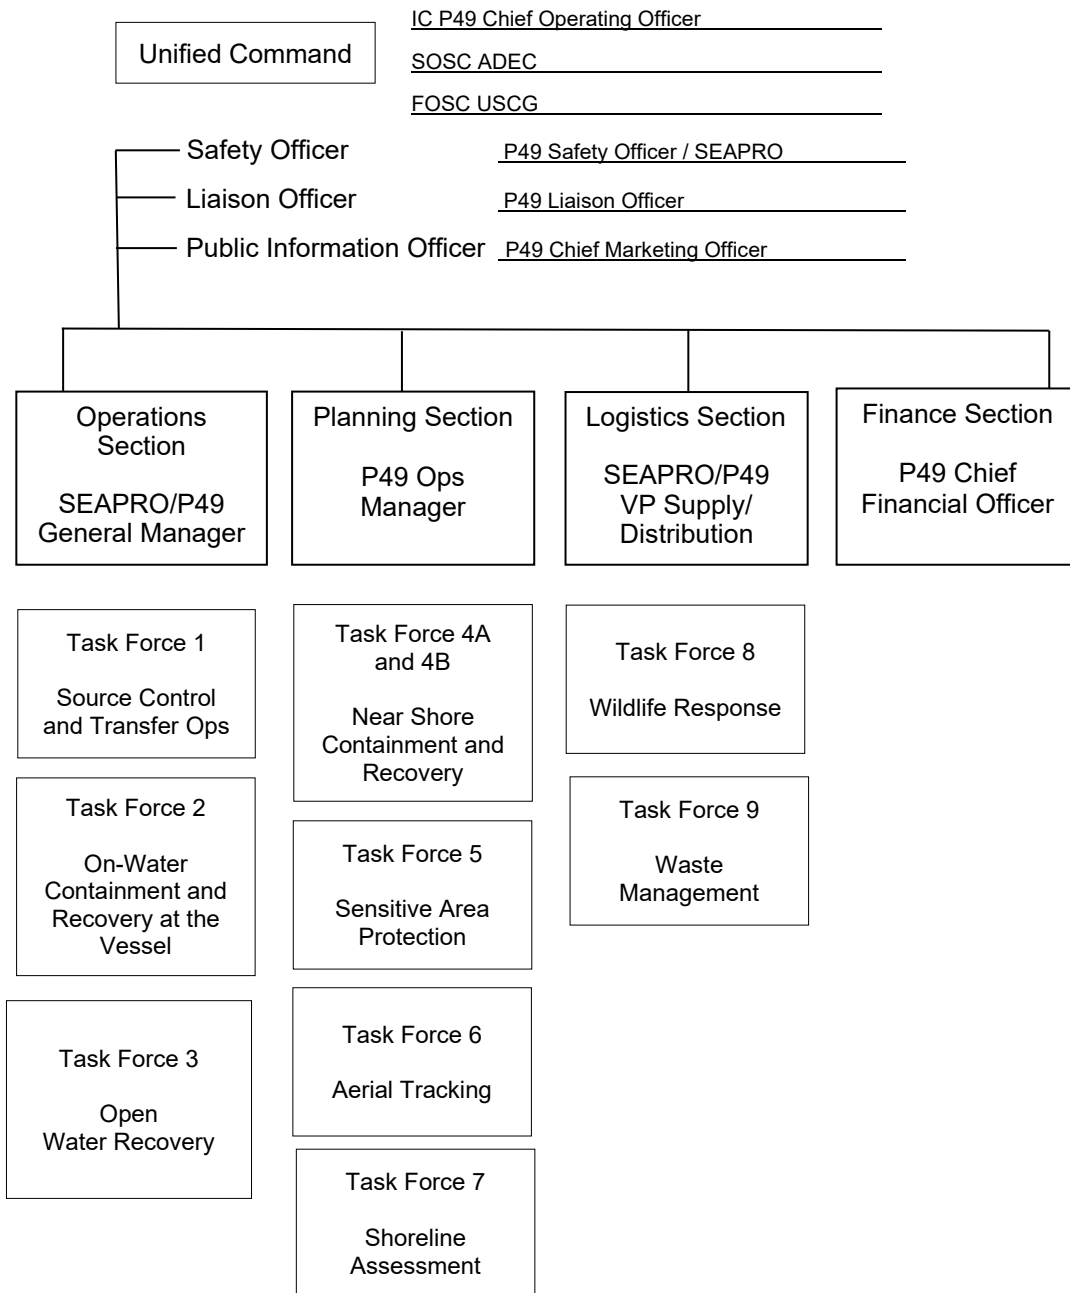 Unified Command
IC P49 Chief Operating Officer
SOSC ADEC
FOSC USCG
Safety Officer
P49 Safety Officer / SEAPRO
Liaison Officer
P49 Liaison Officer
Public Information Officer
P49 Chief Marketing Officer
Operations
Section
SEAPRO/P49
General Manager
Planning Section
P49 Ops
Manager
Logistics Section
SEAPRO/P49
VP Supply/
Distribution
Finance Section
P49 Chief
Financial Officer
Task Force 1
Source Control
and Transfer Ops
Task Force 2
On-Water
Containment and
Recovery at the
Vessel
Task Force 3
Open
Water Recovery
Task Force 4A
and 4B
Near Shore
Containment and
Recovery
Task Force 5
Sensitive Area
Protection
Task Force 6
Aerial Tracking
Task Force 7
Shoreline
Assessment
Task Force 8
Wildlife Response
Task Force 9
Waste
Management